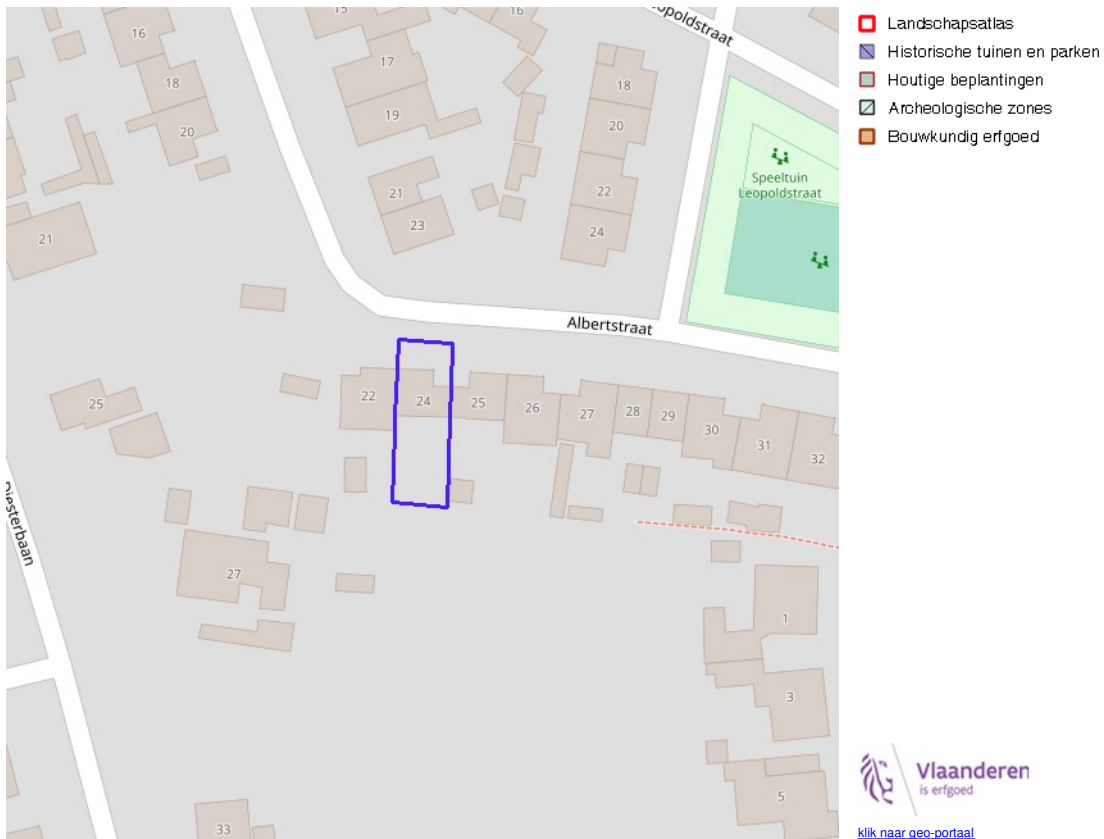 15
16
Leopoldstraat
Landschapsatlas
Historische tuinen en parken
Houtige beplantingen
Archeologische zones
Bouwkundig erfgoed
16
18
20
17
19
18
20
22
24
21
23
21
Speeltuin
Leopoldstraat
Albertstraat
25
22
24
25
26
27
28
29
30
31
32
Diesterbaan
27
1
3
5
33
Vlaanderen
is erfgoed
klik naar geo-portaal